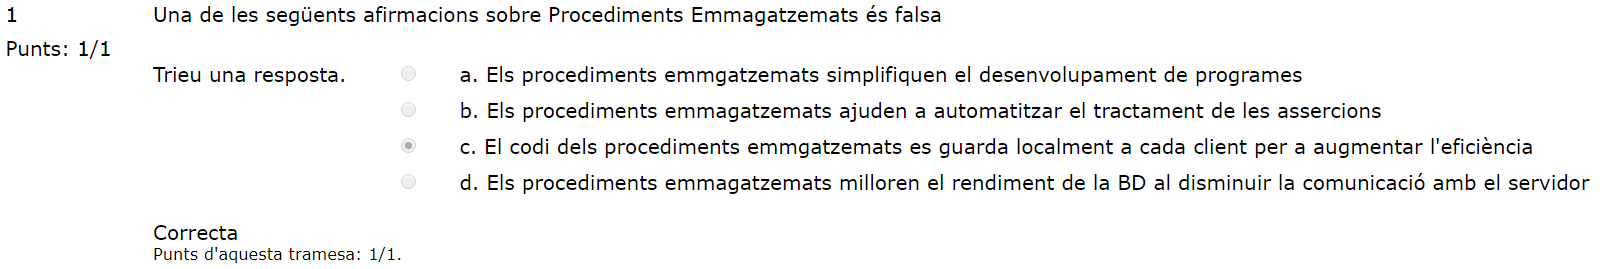 1 Una de les següents afirmacions sobre Procediments Emmagatzemats és falsa
Punts: 1/1
Trieu una resposta. a. Els procediments emmgatzemats simplifiquen el desenvolupament de programes
b. Els procediments emmagatzemats ajuden a automatitzar el tractament de les assercions
c. El codi dels procediments emmgatzemats es guarda localment a cada client per a augmentar l'eficiència
d. Els procediments emmagatzemats milloren el rendiment de la BD al disminuir la comunicació amb el servidor
Correcta
Punts d'aquesta tramesa: 1/1.